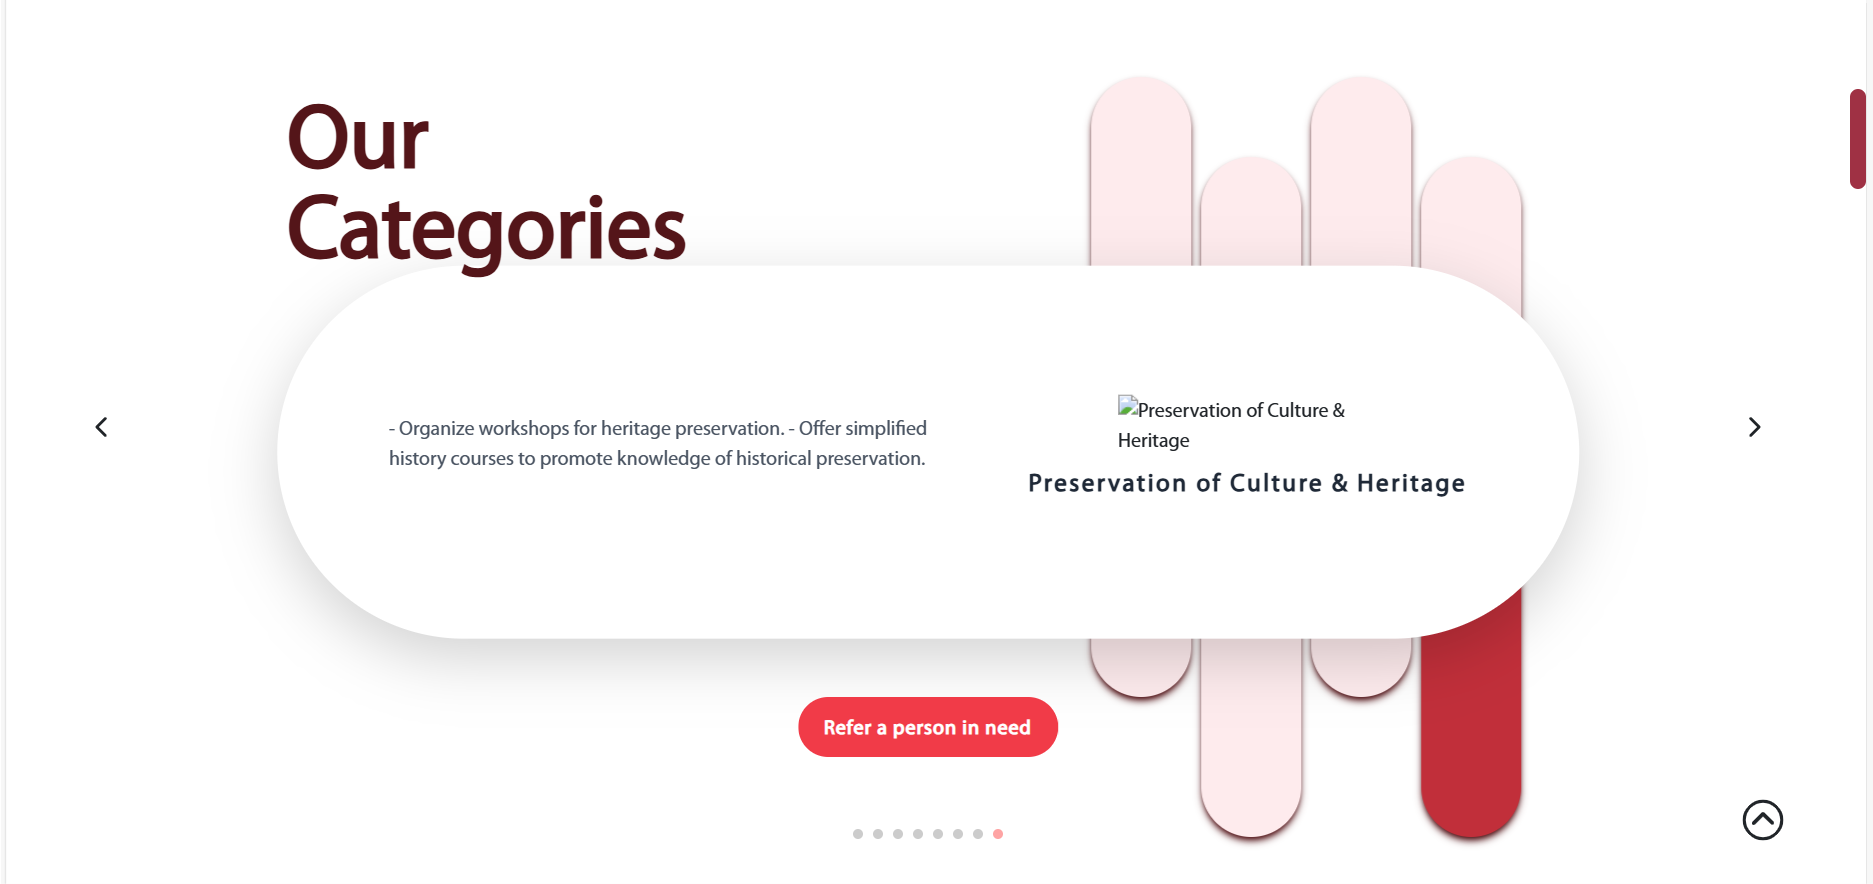 Our
Categories
- Organize workshops for heritage preservation. - Offer simplified
history courses to promote knowledge of historical preservation.
Preservation of Culture &
Heritage
Preservation of Culture & Heritage
Refer a person in need